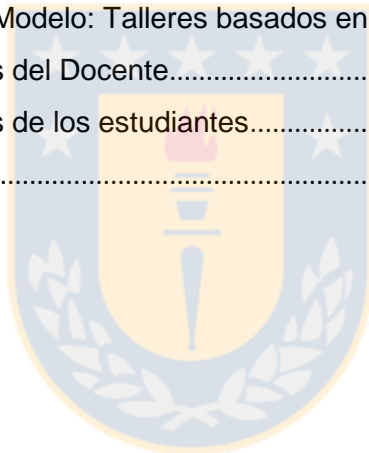 Modelo: Talleres basados en
s del Docente.....................................
s de los estudiantes..................
.........................................................